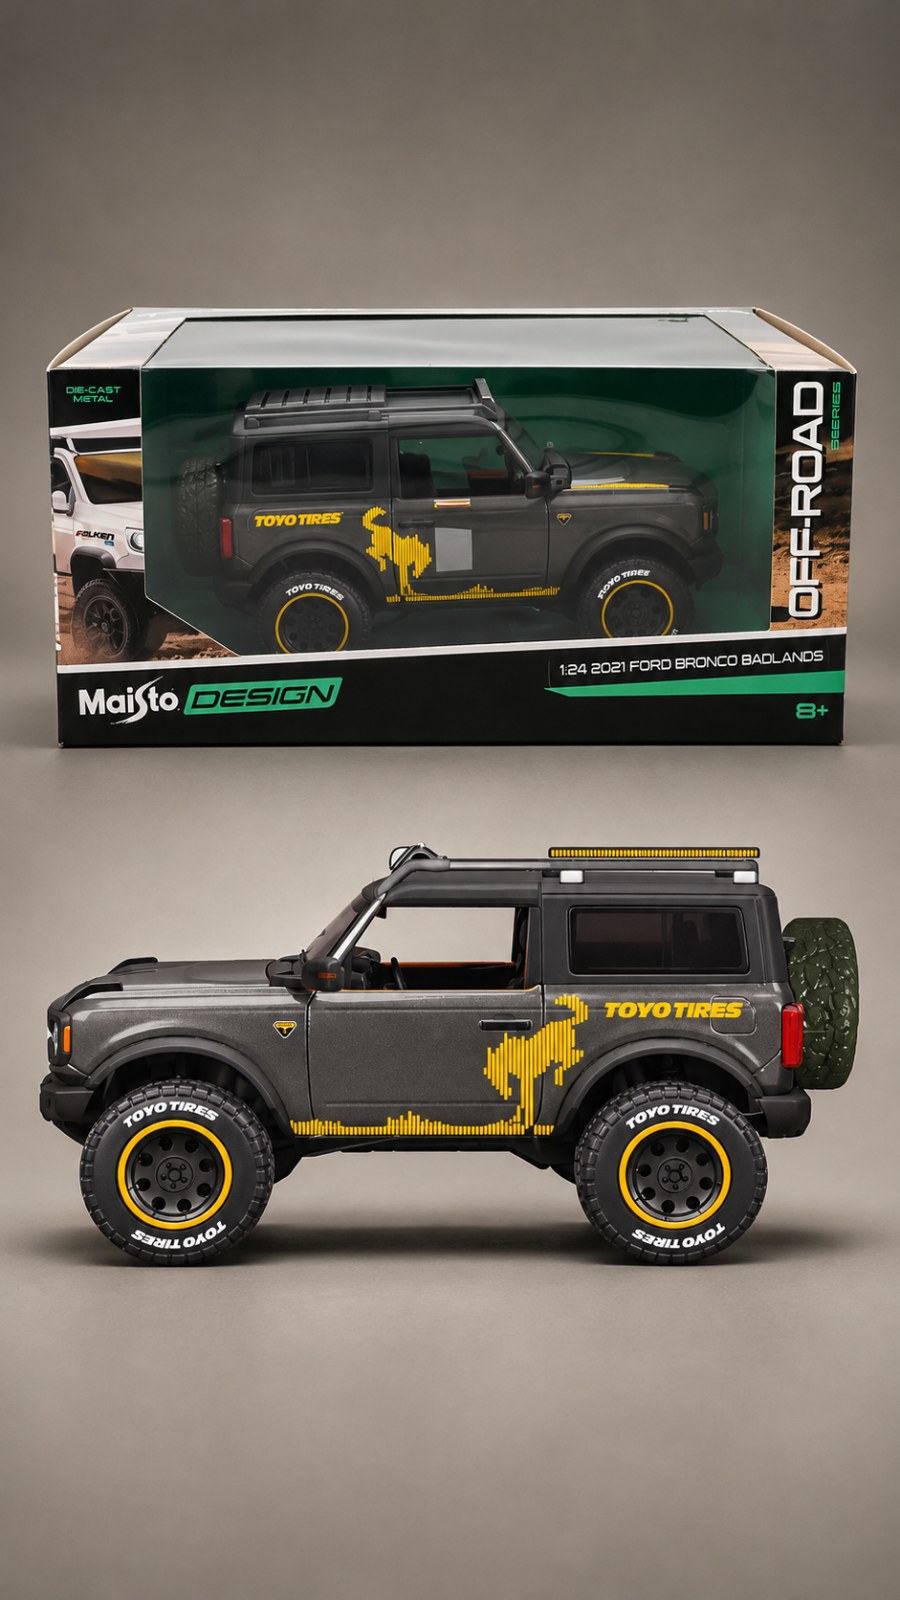 DIE-CAST
METAL
FALKEN
TOYO TIRES
TOYO TIRES
TOYO TIREE
OFF-ROAD
SEERIES
1:24 2021 FORD BRONCO BADLANDS
Maisto DESIGN
8+
TOYO TIRES
TOYO TIRES
TOYO TIRES
TOYO TIRES
TOYO TIRES